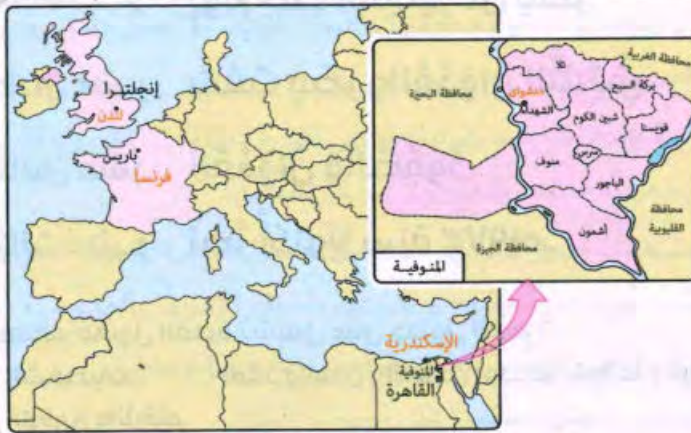 إنجلترا
لندن
باريس
فرنسا
الإسكندرية
المنوفية
القاهرة
محافظة الغربية
محافظة البحيرة
تلا
بركة السبع
دنشواى
الشهداء
شبين الكوم
قويسنا
منوف
سرس
الباجور
أشمون
محافظة
القليوبية
محافظة الجيزة
المنوفية